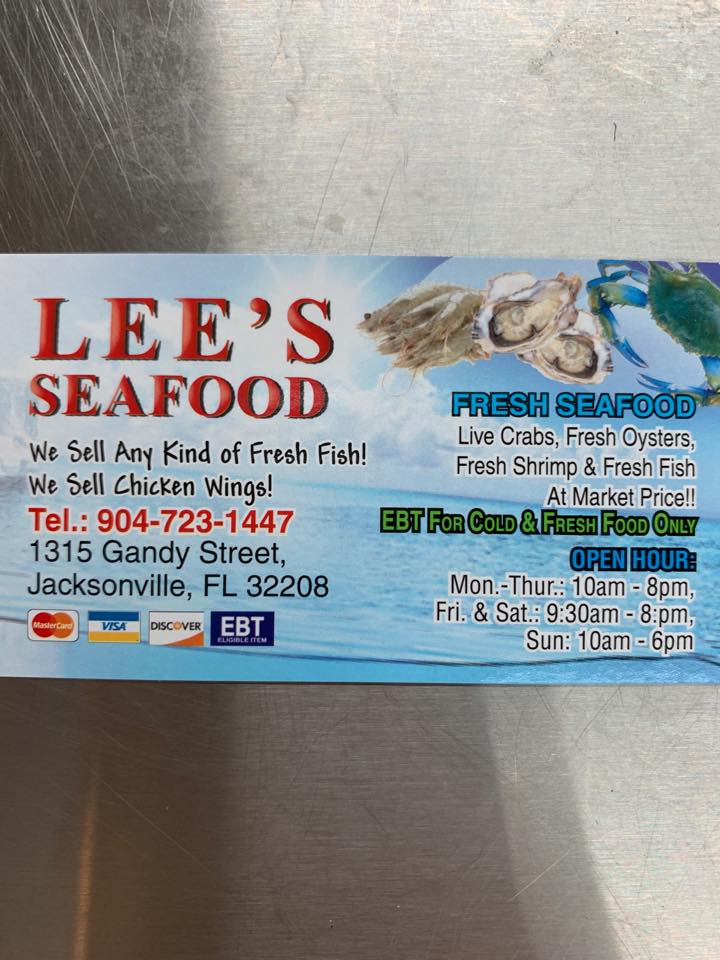 LEE'S
SEAFOOD
We Sell Any Kind of Fresh Fish!
We Sell Chicken Wings!
Tel.: 904-723-1447
1315 Gandy Street,
Jacksonville, FL 32208
MasterCard VISA DISCOVER EBT
ELIGIBLE ITEM
FRESH SEAFOOD
Live Crabs, Fresh Oysters,
Fresh Shrimp & Fresh Fish
At Market Price!!
EBT FOR COLD & FRESH FOOD ONLY
OPEN HOUR:
Mon.-Thur.: 10am - 8pm,
Fri. & Sat.: 9:30am - 8:pm,
Sun: 10am - 6pm